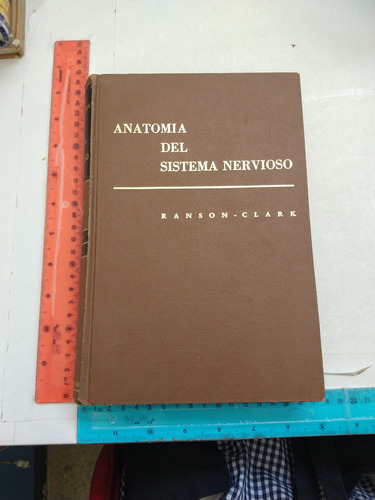 ANATOMIA
DEL
SISTEMA NERVIOSO
RANSON-CLARK